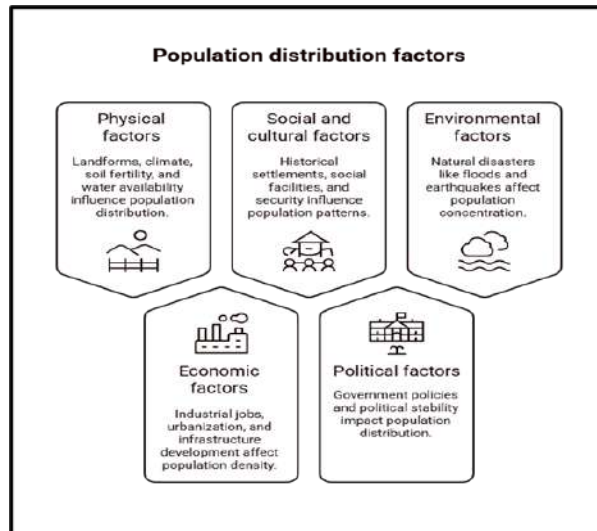 Population distribution factors
Physical
factors
Landforms, climate,
soil fertility, and
water availability
influence population
distribution.
Social and
cultural factors
Historical
settlements, social
facilities, and
security influence
population patterns.
Environmental
factors
Natural disasters
like floods and
earthquakes affect
population
concentration.
Economic
factors
Industrial jobs,
urbanization, and
infrastructure
development affect
population density.
Political factors
Government policies
and political stability
impact population
distribution.